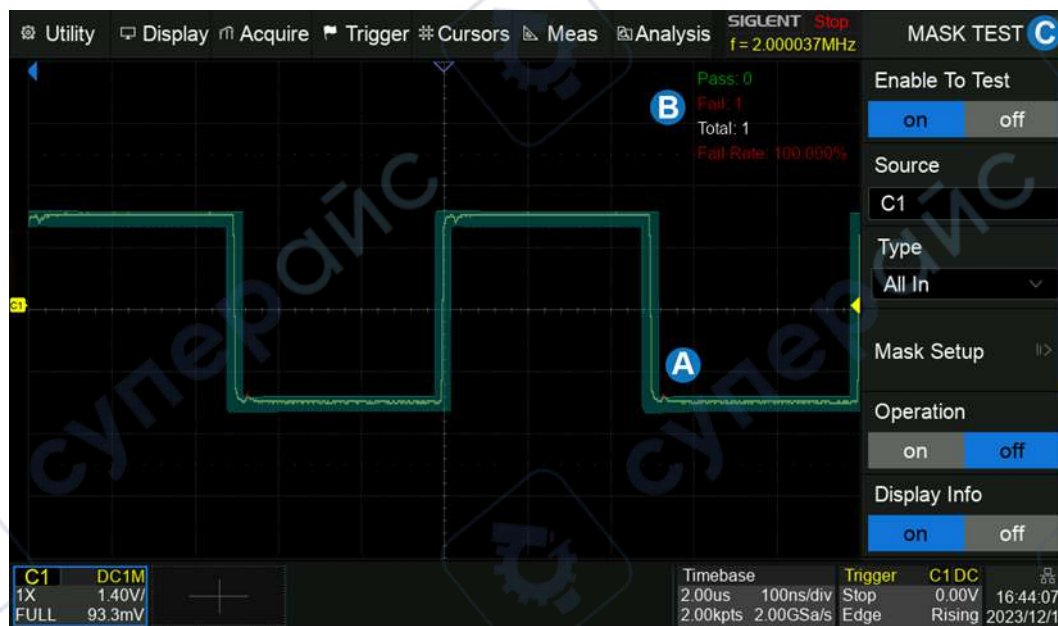 Utility Display Acquire Trigger Cursors Meas Analysis
SIGLENT Stop
f = 2.000037MHz
MASK TEST C
Pass: 0
Fail: 1
Total: 1
Fail Rate: 100.000%
B
Enable To Test
on off
Source
C1
Type
All In
Mask Setup
Operation
on off
Display Info
on off
C1
A
C1 DC1M
1X 1.40V/
FULL 93.3mV
Timebase
2.00us 100ns/div
2.00kpts 2.00GSa/s
Trigger C1 DC
Stop 0.00V
Edge Rising
16:44:07
2023/12/1
суперайс
суперайс